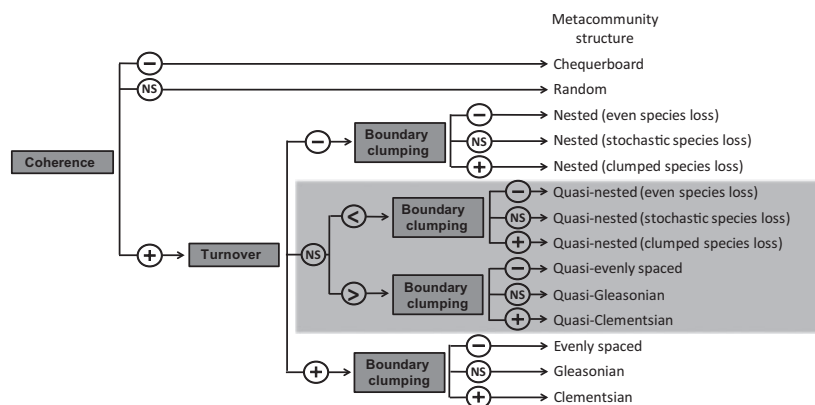 Metacommunity
structure
− Chequerboard
NS Random
− Nested (even species loss)
Boundary
clumping
− NS Nested (stochastic species loss)
+ Nested (clumped species loss)
Coherence
− Quasi-nested (even species loss)
< Boundary
clumping
NS Quasi-nested (stochastic species loss)
+ Quasi-nested (clumped species loss)
+ Turnover
NS
− Quasi-evenly spaced
> Boundary
clumping
NS Quasi-Gleasonian
+ Quasi-Clementsian
− Evenly spaced
+ Boundary
clumping
NS Gleasonian
+ Clementsian